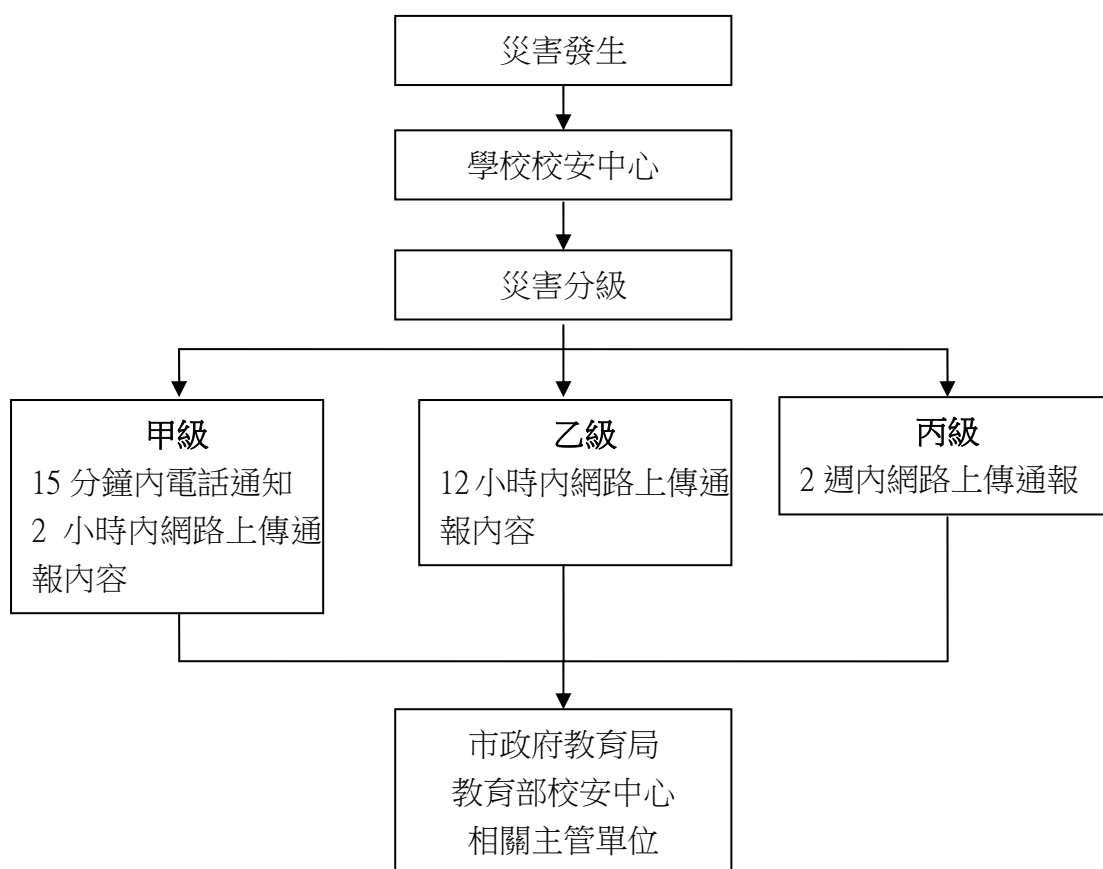 災害發生
學校校安中心
災害分級
甲級
15 分鐘內電話通知
2 小時內網路上傳通
報內容
乙級
12 小時內網路上傳通
報內容
丙級
2 週內網路上傳通報
市政府教育局
教育部校安中心
相關主管單位